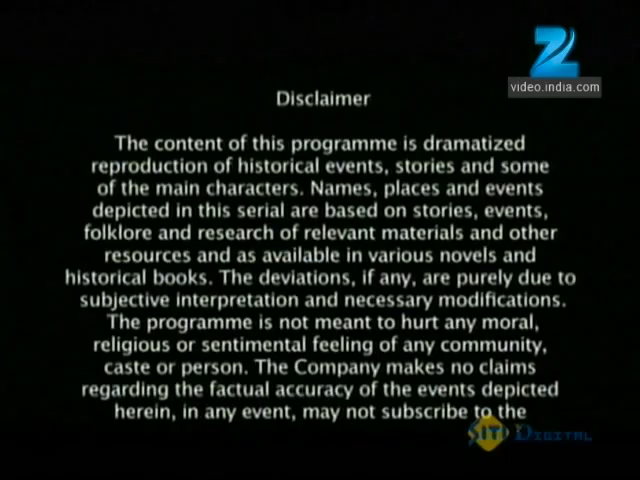 Z
video.india.com
Disclaimer
The content of this programme is dramatized
reproduction of historical events, stories and some
of the main characters. Names, places and events
depicted in this serial are based on stories, events,
folklore and research of relevant materials and other
resources and as available in various novels and
historical books. The deviations, if any, are purely due to
subjective interpretation and necessary modifications.
The programme is not meant to hurt any moral,
religious or sentimental feeling of any community,
caste or person. The Company makes no claims
regarding the factual accuracy of the events depicted
herein, in any event, may not subscribe to the
SITI DIGITAL